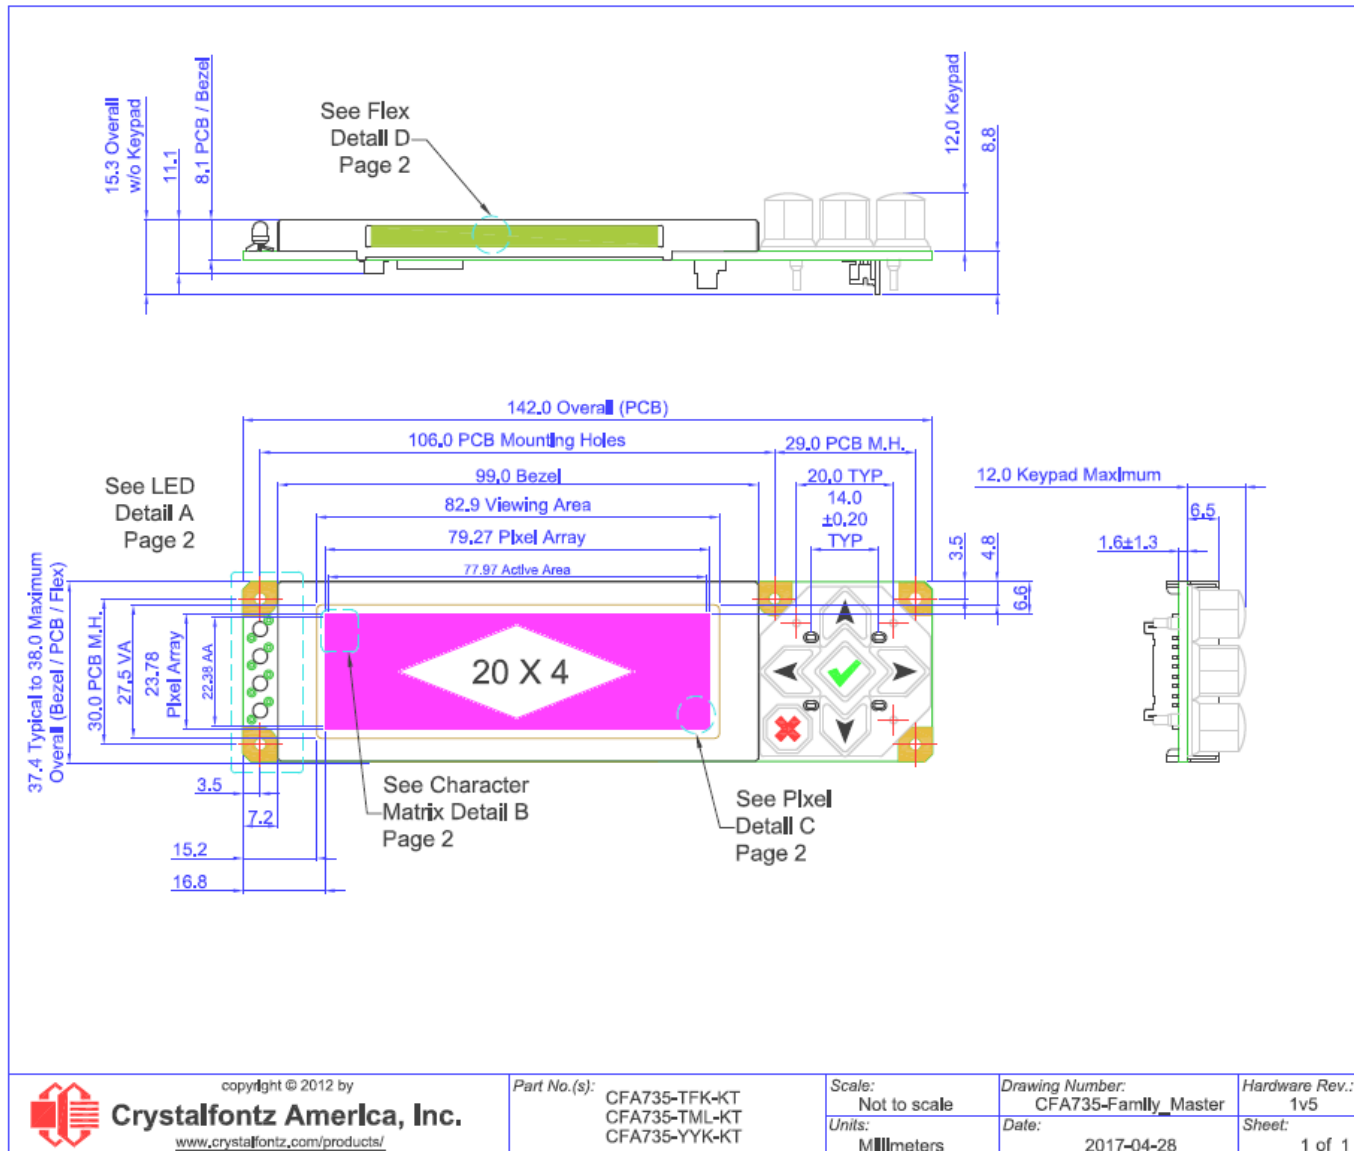 15.3 Overall
w/o Keypad
11.1
8.1 PCB / Bezel
See Flex
Detail D
Page 2
12.0 Keypad
8.8
142.0 Overall (PCB)
106.0 PCB Mounting Holes
29.0 PCB M.H.
99.0 Bezel
20.0 TYP
82.9 Viewing Area
14.0
±0.20
TYP
79.27 Pixel Array
77.97 Active Area
See LED
Detail A
Page 2
12.0 Keypad Maximum
6.5
1.6±1.3
3.5
4.8
6.6
37.4 Typical to 38.0 Maximum
Overall (Bezel / PCB / Flex)
30.0 PCB M.H.
27.5 VA
23.78
Pixel Array
22.38 AA
20 X 4
3.5
7.2
15.2
16.8
See Character
Matrix Detail B
Page 2
See Pixel
Detail C
Page 2
copyright © 2012 by
Crystalfontz America, Inc.
www.crystalfontz.com/products/
Part No.(s):
CFA735-TFK-KT
CFA735-TML-KT
CFA735-YYK-KT
Scale:
Not to scale
Units:
Millimeters
Drawing Number:
CFA735-Family_Master
Date:
2017-04-28
Hardware Rev.:
1v5
Sheet:
1 of 1